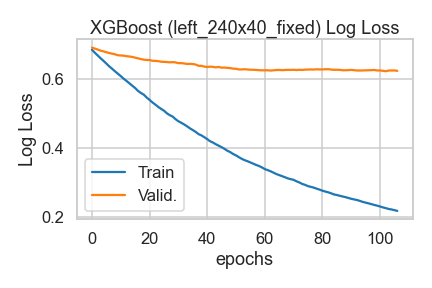 XGBoost (left_240x40_fixed) Log Loss
Log Loss
0.6
0.4
0.2
Train
Valid.
0 20 40 60 80 100
epochs